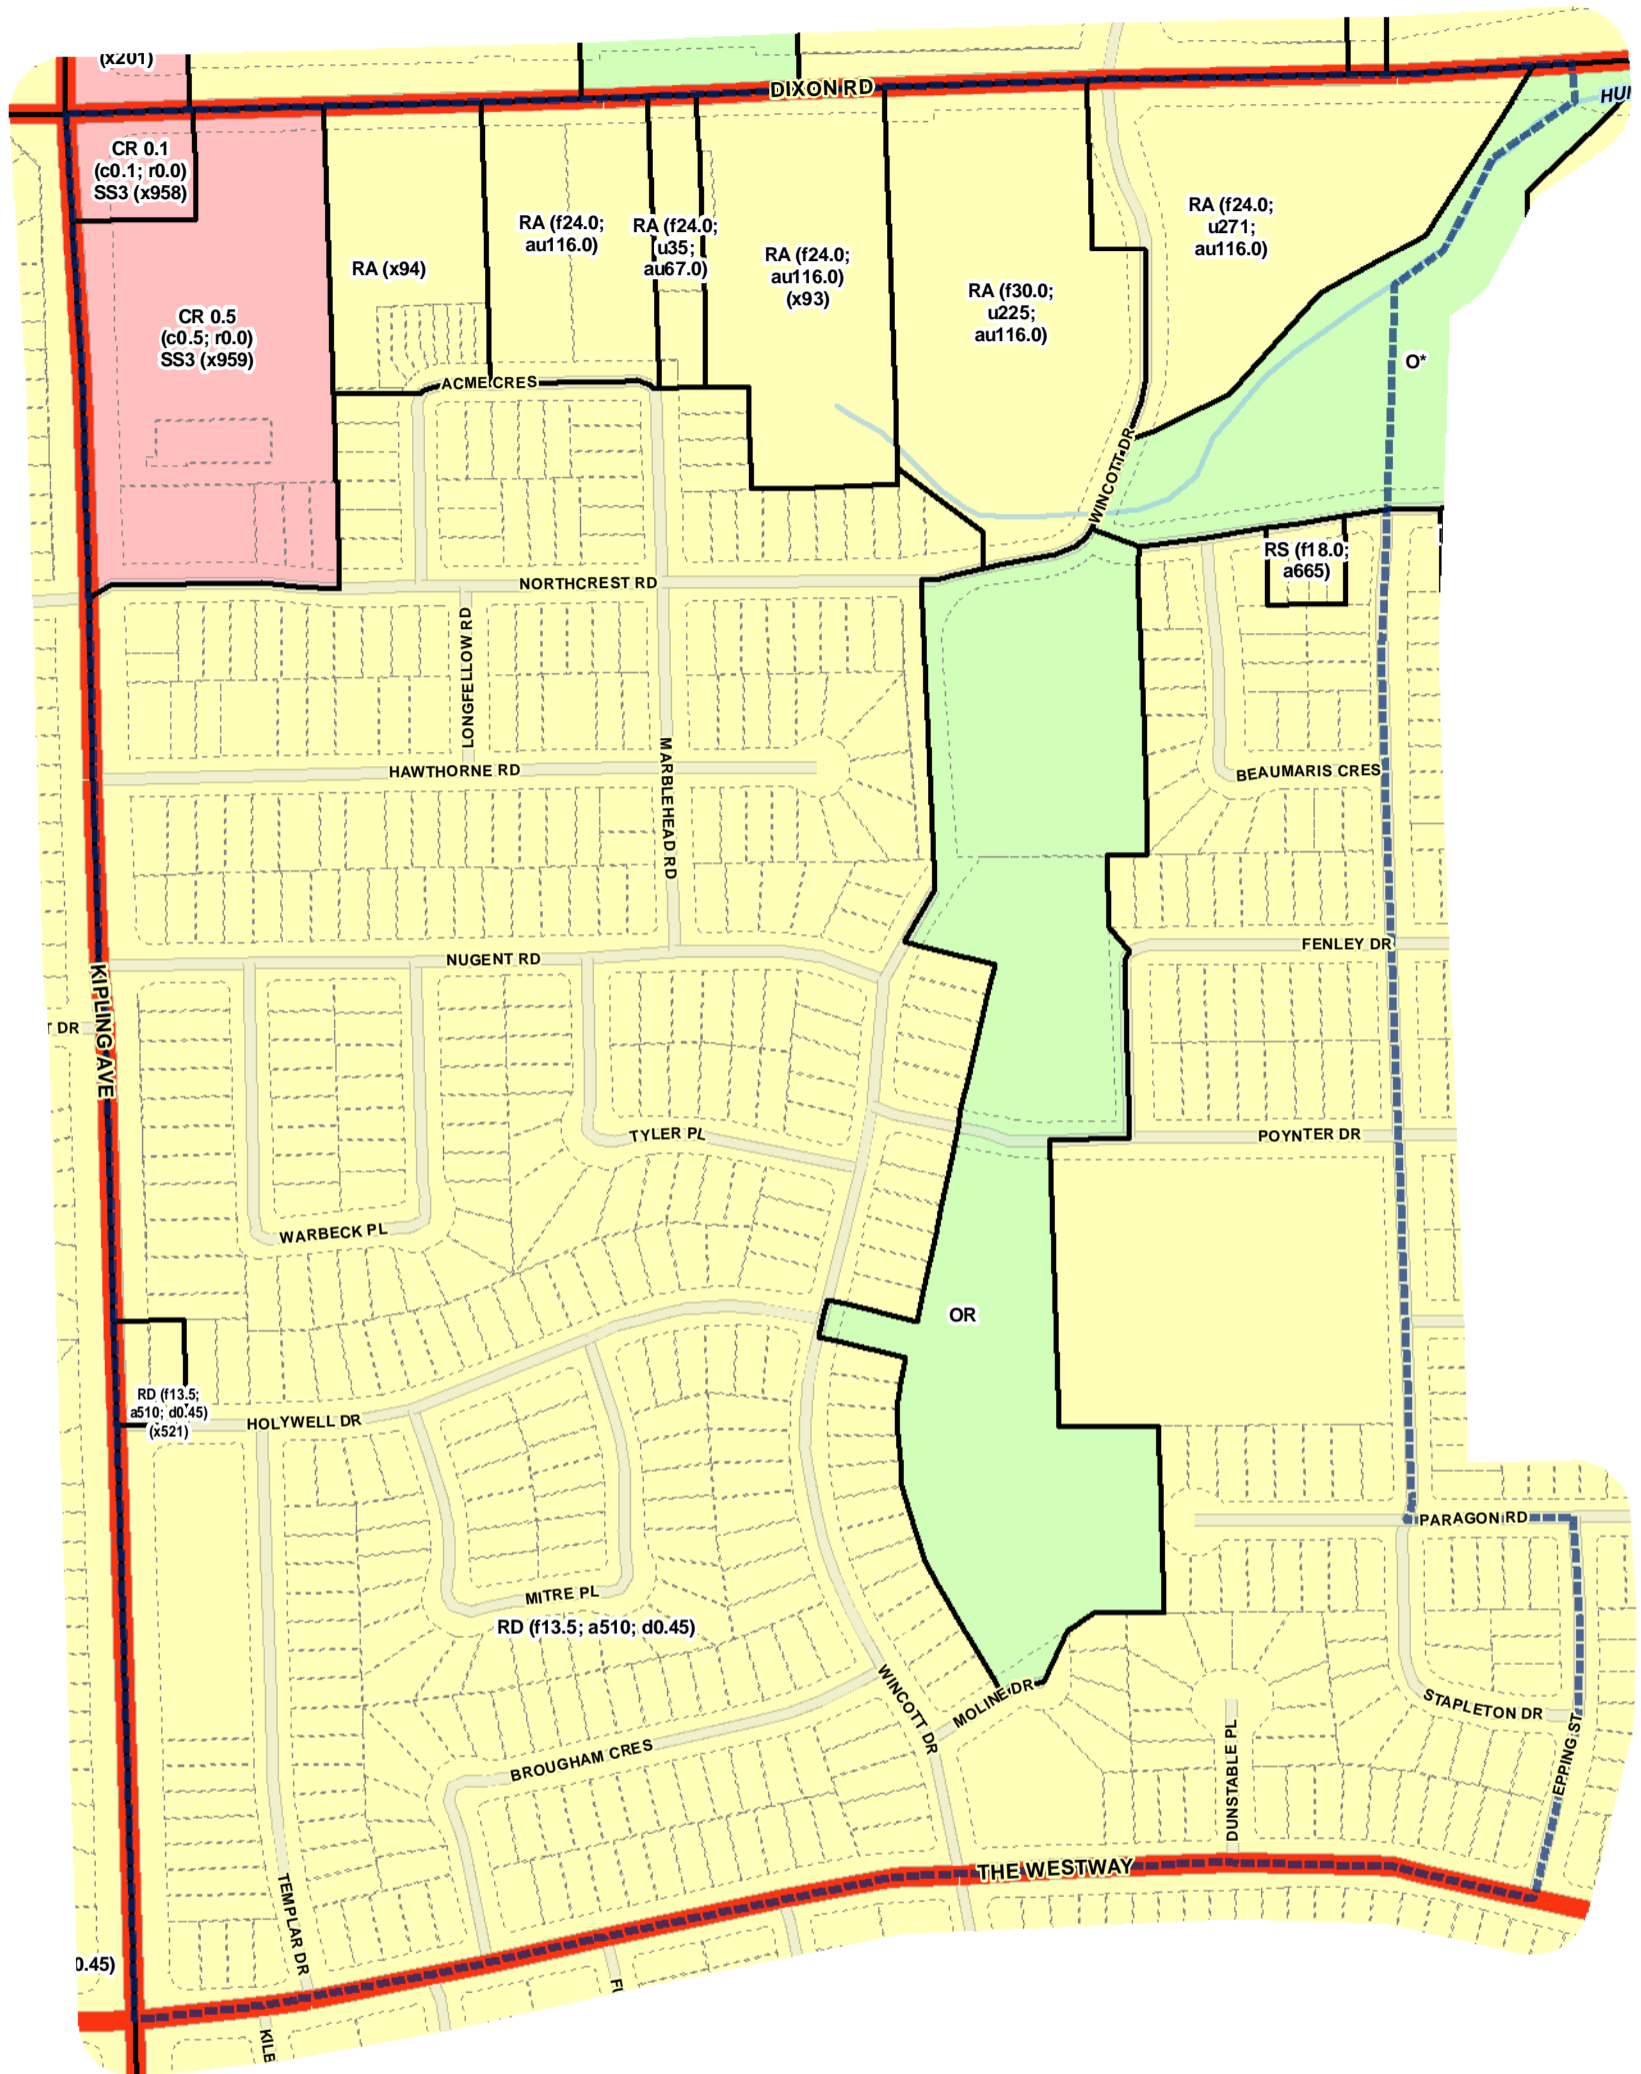 (x201)
DIXON RD
HU
CR 0.1
(c0.1; r0.0)
SS3 (x958)
RA (f24.0;
au116.0)
RA (f24.0;
u35;
au67.0)
RA (f24.0;
u271;
au116.0)
RA (x94)
RA (f24.0;
au116.0)
(x93)
RA (f30.0;
u225;
au116.0)
CR 0.5
(c0.5; r0.0)
SS3 (x959)
O*
ACME CRES
WINCOTT DR
RS (f18.0;
a665)
NORTHCREST RD
LONGFELLOW RD
MARBLEHEAD RD
HAWTHORNE RD
BEAUMARIS CRES
FENLEY DR
NUGENT RD
KIPLING AVE
T DR
TYLER PL
POYNTER DR
WARBECK PL
OR
RD (f13.5;
a510; d0.45)
(x521)
HOLYWELL DR
PARAGON RD
MITRE PL
RD (f13.5; a510; d0.45)
WINCOTT DR
MOLINE DR
STAPLETON DR
EPPING ST
DUNSTABLE PL
BROUGHAM CRES
THE WESTWAY
TEMPLAR DR
0.45)
FU
KILB